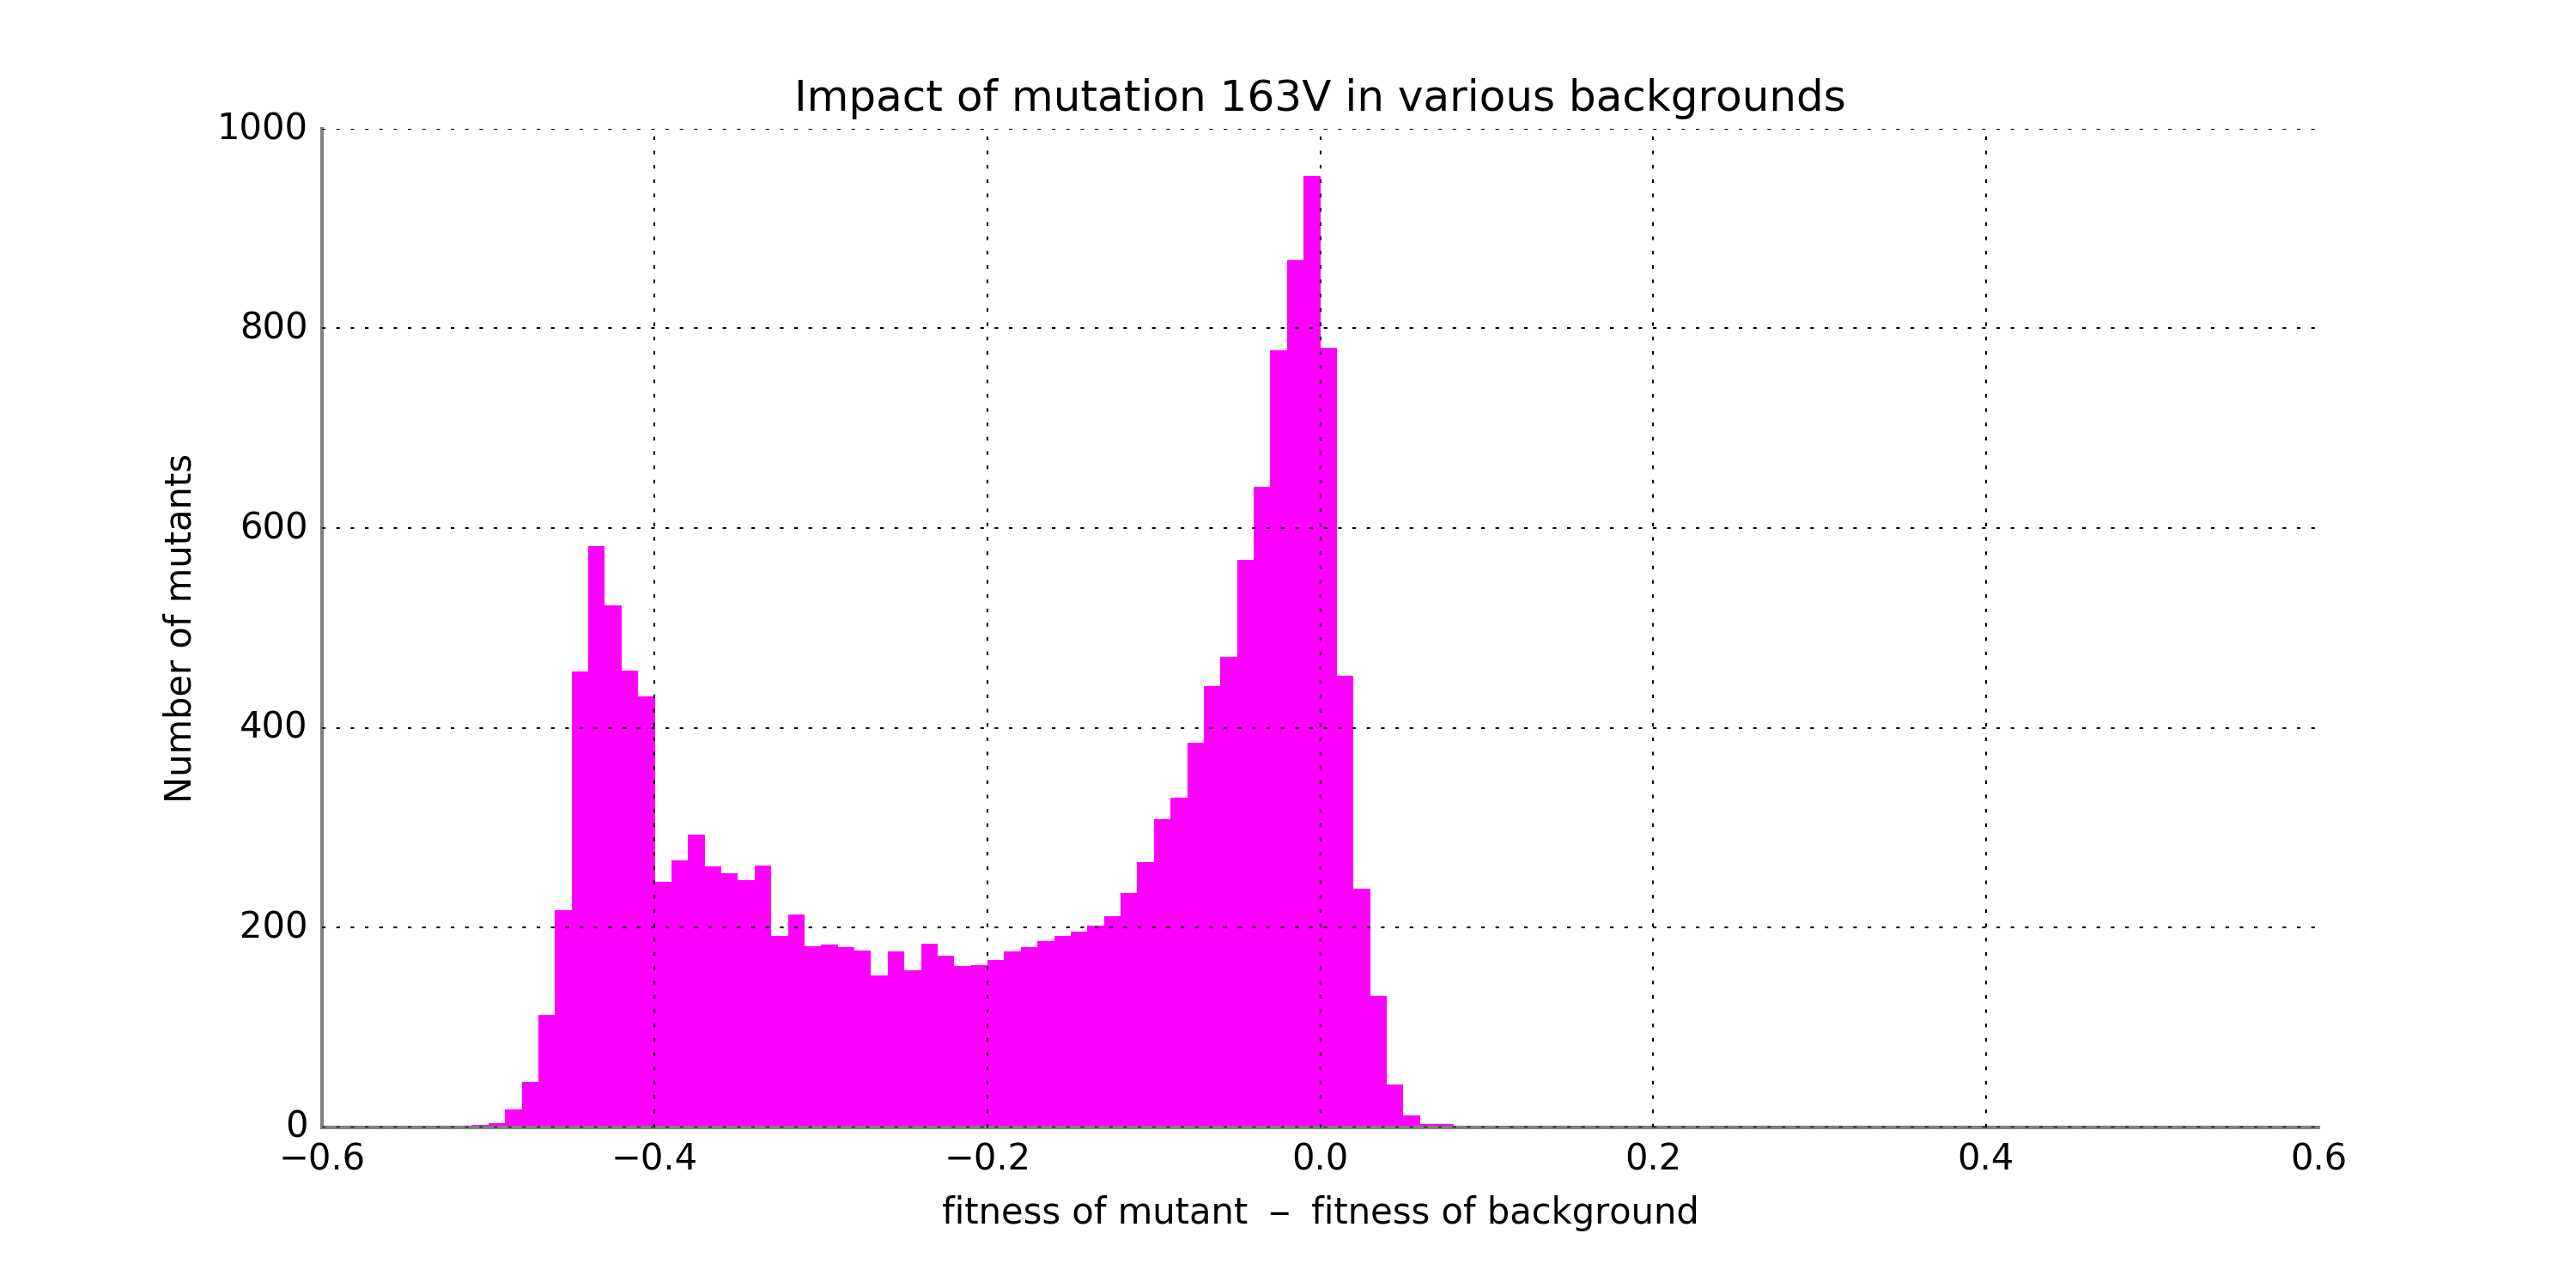 Impact of mutation 163V in various backgrounds
1000
800
600
400
200
0
Number of mutants
−0.6 −0.4 −0.2 0.0 0.2 0.4 0.6
fitness of mutant – fitness of background